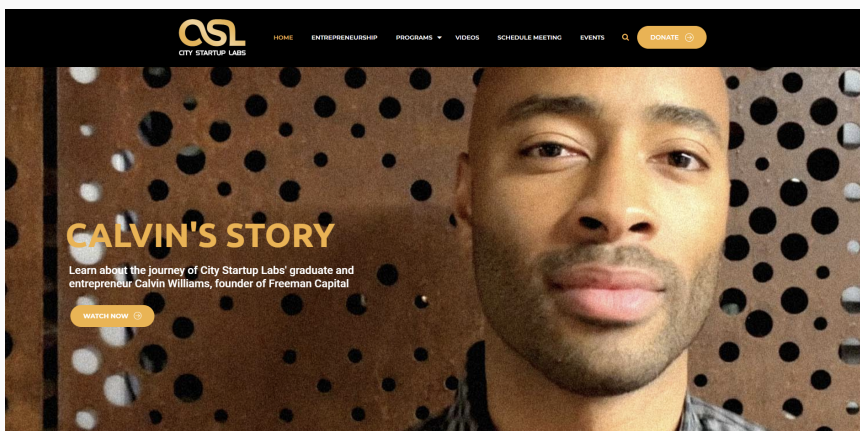 CSL
CITY STARTUP LABS
HOME ENTREPRENEURSHIP PROGRAMS VIDEOS SCHEDULE MEETING EVENTS DONATE
CALVIN'S STORY
Learn about the journey of City Startup Labs' graduate and
entrepreneur Calvin Williams, founder of Freeman Capital
WATCH NOW